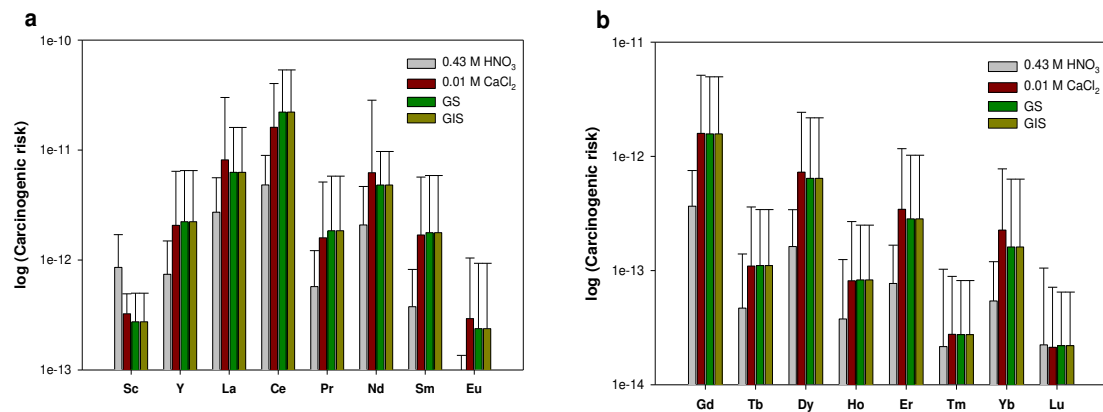 a
1e-10
1e-11
1e-12
1e-13
log (Carcinogenic risk)
0.43 M HNO₃
0.01 M CaCl₂
GS
GIS
Sc Y La Ce Pr Nd Sm Eu
b
1e-11
1e-12
1e-13
1e-14
log (Carcinogenic risk)
0.43 M HNO₃
0.01 M CaCl₂
GS
GIS
Gd Tb Dy Ho Er Tm Yb Lu